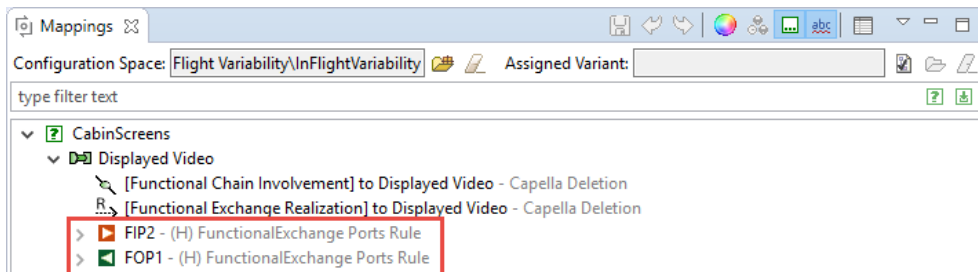 Mappings
abc
Configuration Space: Flight Variability\InFlightVariability Assigned Variant:
type filter text
CabinScreens
Displayed Video
[Functional Chain Involvement] to Displayed Video - Capella Deletion
R [Functional Exchange Realization] to Displayed Video - Capella Deletion
FIP2 - (H) FunctionalExchange Ports Rule
FOP1 - (H) FunctionalExchange Ports Rule